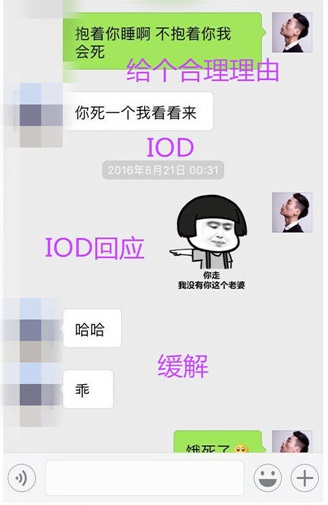 抱着你睡啊 不抱着你我
会死
给个合理理由
你死一个我看看来
IOD
2016年8月21日 00:31
IOD回应
你走
我没有你这个老婆
哈哈
缓解
乖
饿死了